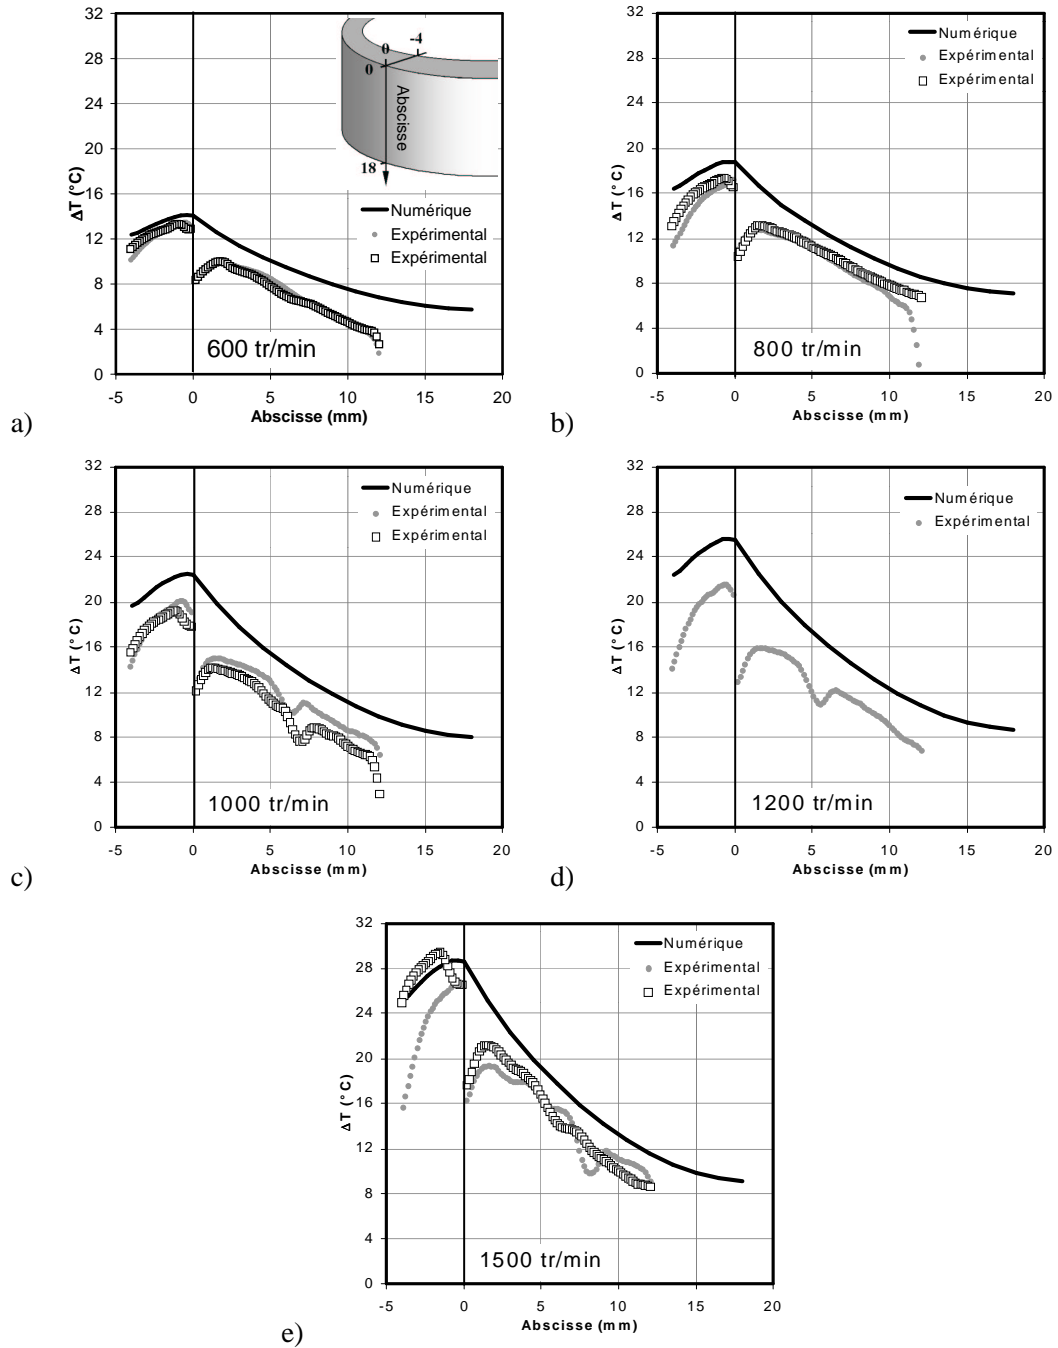 32
28
24
20
16
12
8
4
0
ΔT (°C)
-4
0
0
Abscisse
18
Numérique
Expérimental
Expérimental
600 tr/min
-5 0 5 10 15 20
Abscisse (mm)
a)
32
28
24
20
16
12
8
4
0
ΔT (°C)
Numérique
Expérimental
Expérimental
800 tr/min
-5 0 5 10 15 20
Abscisse (mm)
b)
32
28
24
20
16
12
8
4
0
ΔT (°C)
Numérique
Expérimental
Expérimental
1000 tr/min
-5 0 5 10 15 20
Abscisse (mm)
c)
32
28
24
20
16
12
8
4
0
ΔT (°C)
Numérique
Expérimental
1200 tr/min
-5 0 5 10 15 20
Abscisse (mm)
d)
32
28
24
20
16
12
8
4
0
ΔT (°C)
Numérique
Expérimental
Expérimental
1500 tr/min
-5 0 5 10 15 20
Abscisse (mm)
e)